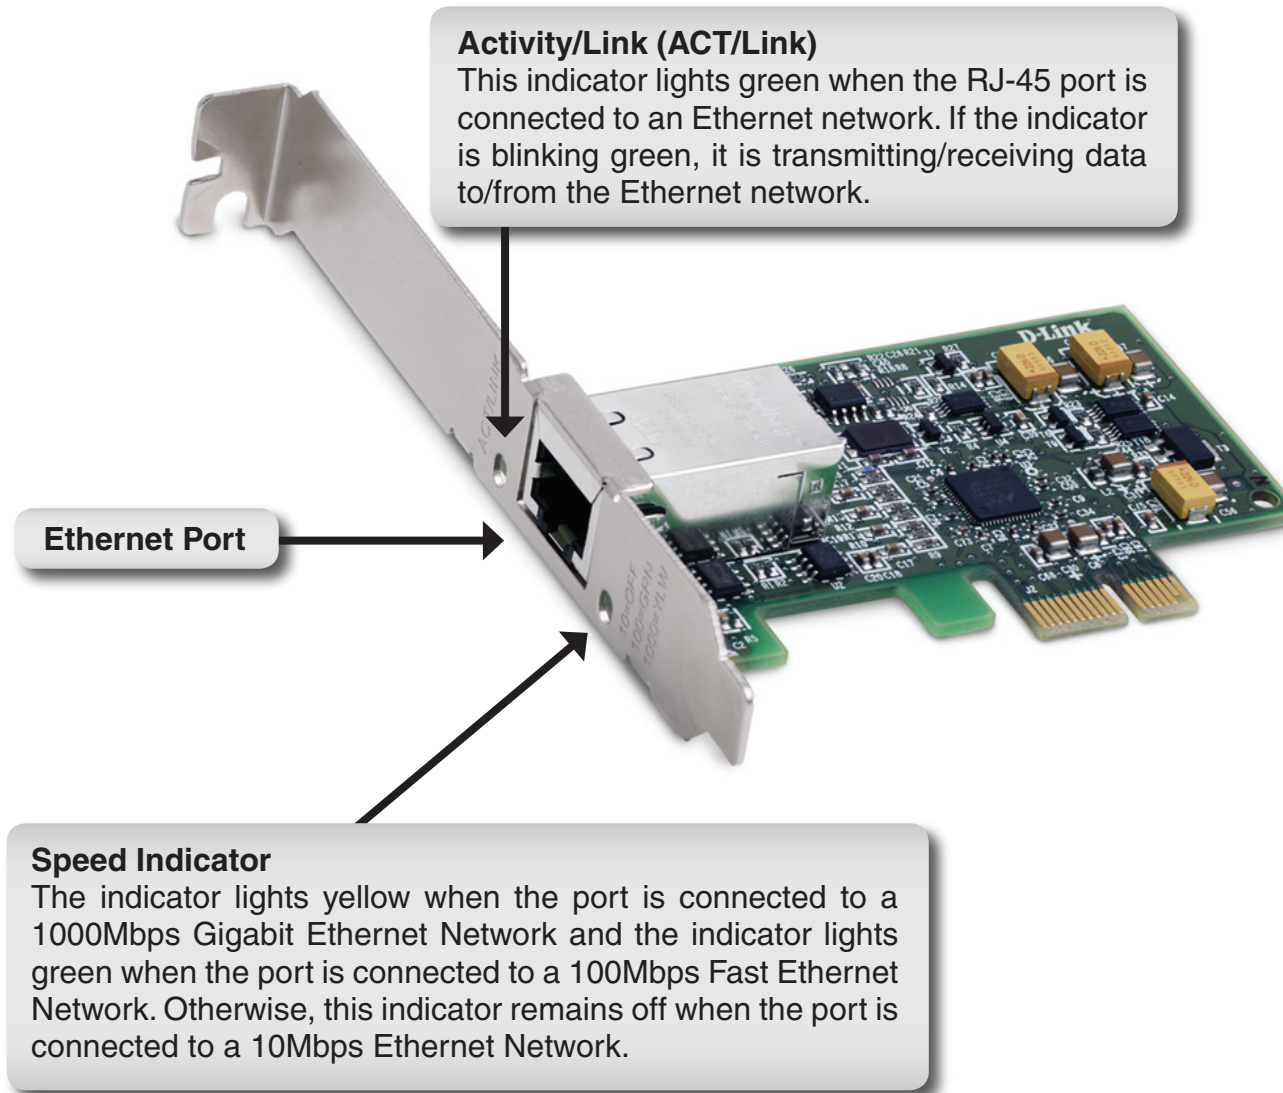 Activity/Link (ACT/Link)
This indicator lights green when the RJ-45 port is
connected to an Ethernet network. If the indicator
is blinking green, it is transmitting/receiving data
to/from the Ethernet network.
D-Link
ACT/LINK
Ethernet Port
10=OFF
100=GRN
1000=YLW
Speed Indicator
The indicator lights yellow when the port is connected to a
1000Mbps Gigabit Ethernet Network and the indicator lights
green when the port is connected to a 100Mbps Fast Ethernet
Network. Otherwise, this indicator remains off when the port is
connected to a 10Mbps Ethernet Network.